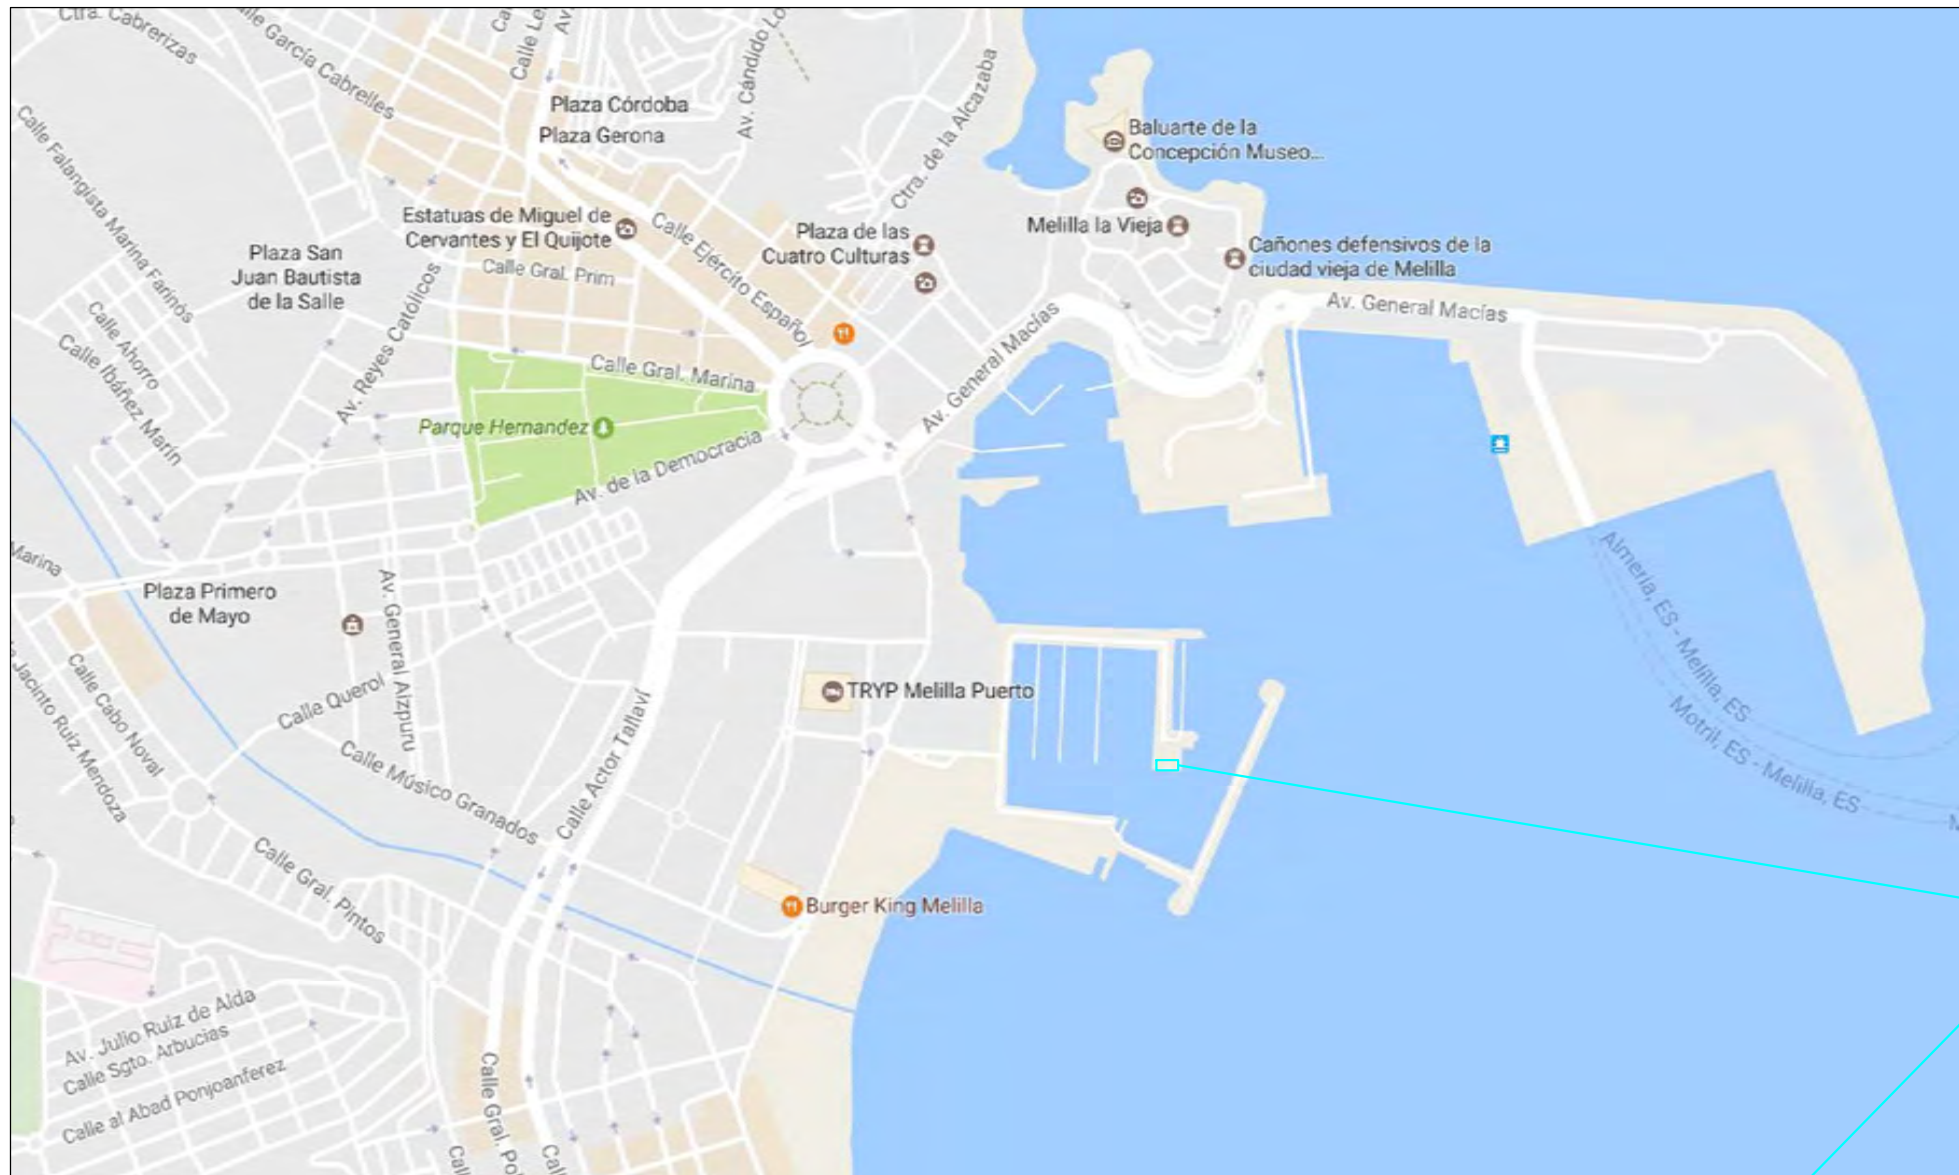 Ctra. Cabrerizas
Calle García Cabrelles
Calle Le
Av.
Av. Cándido Lo
Ctra. de la Alcazaba
Plaza Córdoba
Plaza Gerona
Baluarte de la
Concepción Museo...
Calle Falangista Marina Farinós
Estatuas de Miguel de
Cervantes y El Quijote
Calle Ejército Español
Plaza de las
Cuatro Culturas
Melilla la Vieja
Cañones defensivos de la
ciudad vieja de Melilla
Plaza San
Juan Bautista
de la Salle
Calle Gral. Prim
Av. Reyes Católicos
Av. General Macías
Av. General Macías
Calle Ahorro
Calle Ibáñez Marín
Calle Gral. Marina
Parque Hernandez
Av. de la Democracia
Marina
Plaza Primero
de Mayo
Av. General Aizpuru
Almería, ES - Melilla, ES
Motril, ES - Melilla, ES
Jacinto Ruiz Mendoza
Calle Cabo Noval
Calle Querol
TRYP Melilla Puerto
Calle Músico Granados
Calle Actor Tallaví
Calle Gral. Pintos
Burger King Melilla
Av. Julio Ruiz de Alda
Calle Sgto. Arbucias
Calle al Abad Ponjoanferez
Calle Gral. Pol
Cal
Call